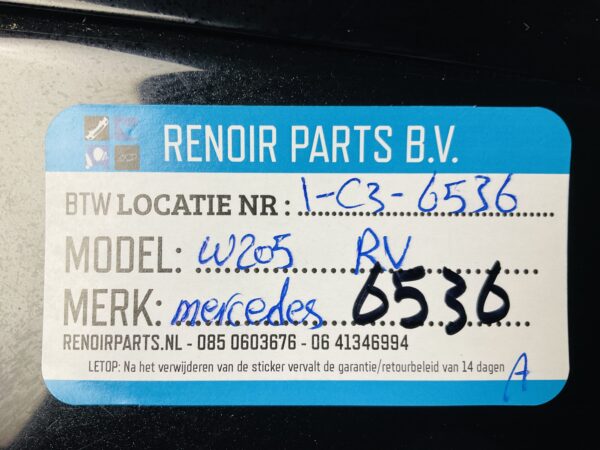 RENOIR PARTS B.V.
BTW LOCATIE NR : 1-C3-6536
MODEL: W205 RV
MERK: mercedes 6536
RENOIRPARTS.NL - 085 0603676 - 06 41346994
LETOP: Na het verwijderen van de sticker vervalt de garantie/retourbeleid van 14 dagen A